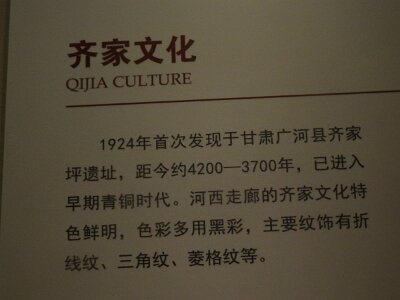 齐家文化
QIJIA CULTURE
1924年首次发现于甘肃广河县齐家
坪遗址，距今约4200—3700年，已进入
早期青铜时代。河西走廊的齐家文化特
色鲜明，色彩多用黑彩，主要纹饰有折
线纹、三角纹、菱格纹等。